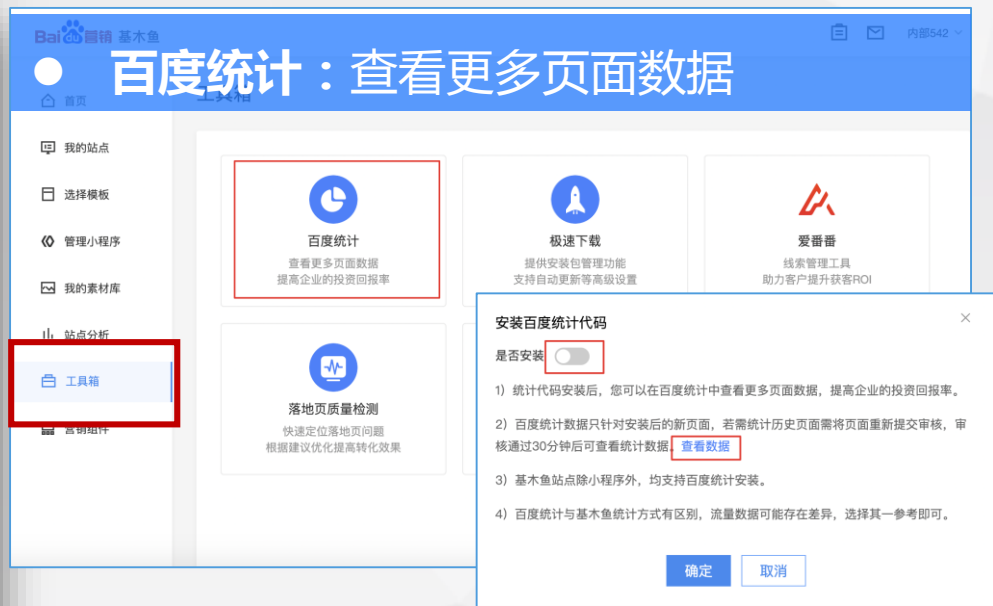 Bai du 营销 基木鱼
内部542
● 百度统计：查看更多页面数据
首页
工具箱
我的站点
选择模板
管理小程序
我的素材库
站点分析
工具箱
营销组件
百度统计
查看更多页面数据
提高企业的投资回报率
极速下载
提供安装包管理功能
支持自动更新等高级设置
爱番番
线索管理工具
助力客户提升获客ROI
落地页质量检测
快速定位落地页问题
根据建议优化提高转化效果
安装百度统计代码
是否安装
1）统计代码安装后，您可以在百度统计中查看更多页面数据，提高企业的投资回报率。
2）百度统计数据只针对安装后的新页面，若需统计历史页面需将页面重新提交审核，审
核通过30分钟后可查看统计数据。查看数据
3）基木鱼站点除小程序外，均支持百度统计安装。
4）百度统计与基木鱼统计方式有区别，流量数据可能存在差异，选择其一参考即可。
确定
取消